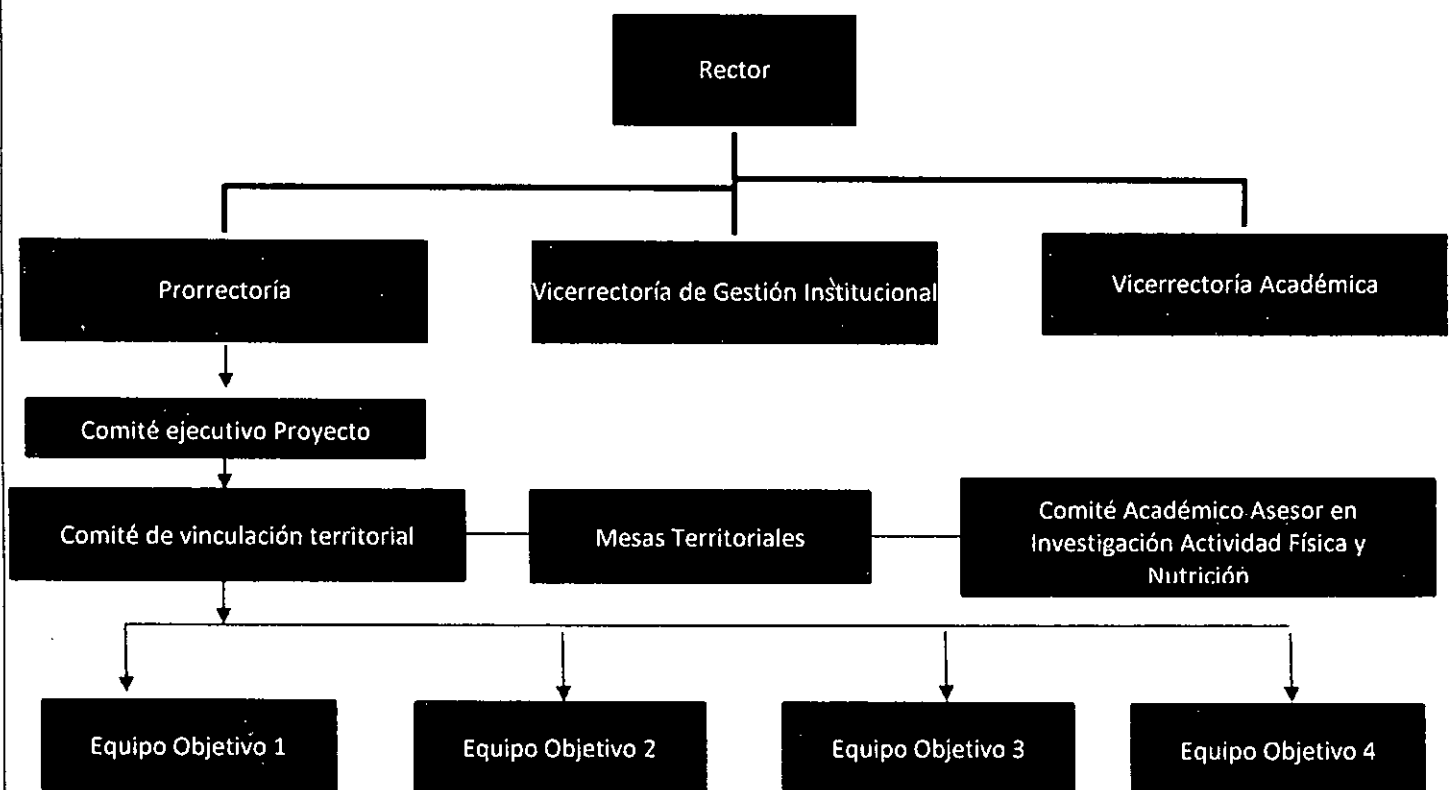 Rector
Prorrectoría
Vicerrectoría de Gestión Institucional
Vicerrectoría Académica
Comité ejecutivo Proyecto
Comité de vinculación territorial
Mesas Territoriales
Comité Académico Asesor en
Investigación Actividad Física y
Nutrición
Equipo Objetivo 1
Equipo Objetivo 2
Equipo Objetivo 3
Equipo Objetivo 4